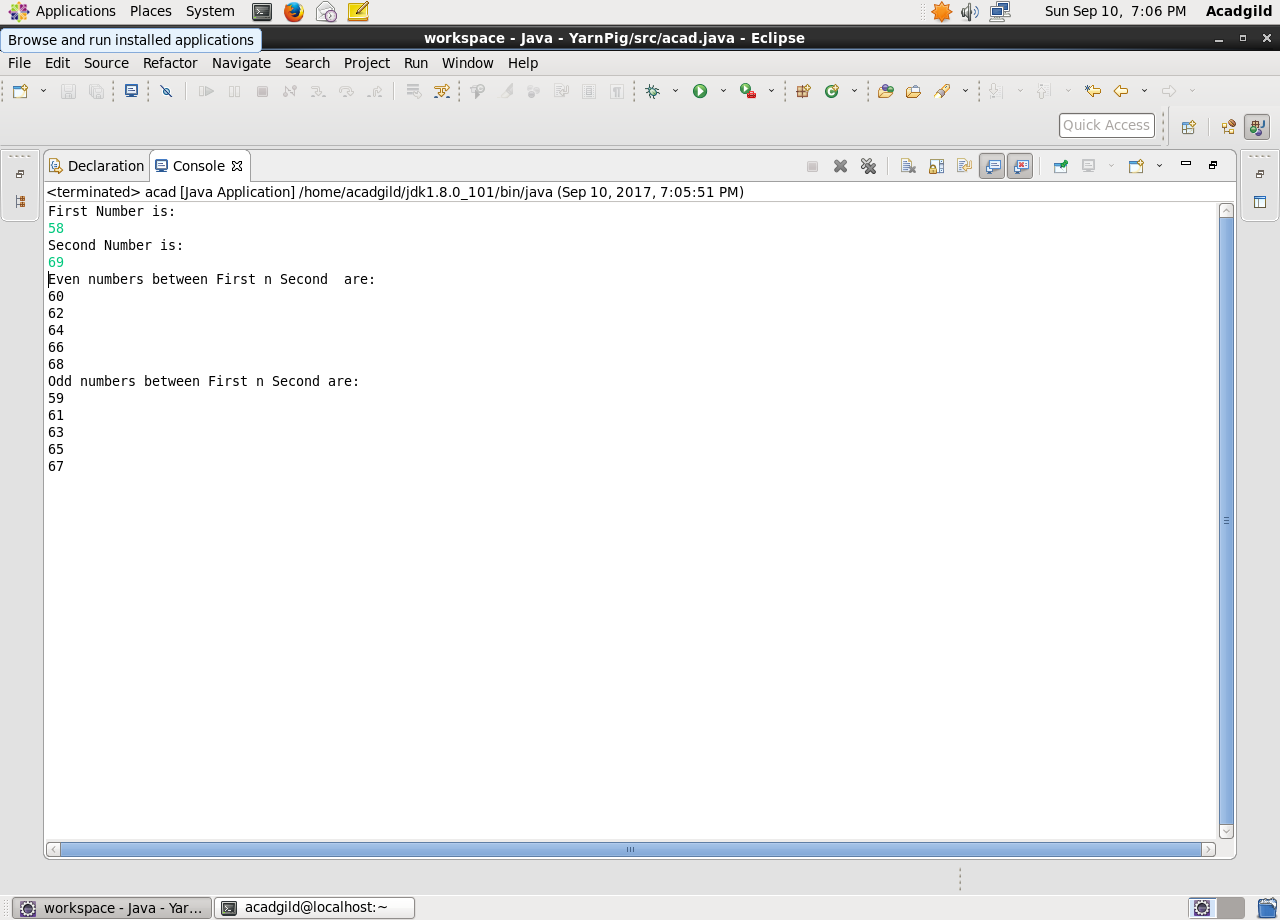 Applications Places System Sun Sep 10, 7:06 PM Acadgild
Browse and run installed applications
workspace - Java - YarnPig/src/acad.java - Eclipse
File Edit Source Refactor Navigate Search Project Run Window Help
Quick Access
Declaration Console
<terminated> acad [Java Application] /home/acadgild/jdk1.8.0_101/bin/java (Sep 10, 2017, 7:05:51 PM)
First Number is:
58
Second Number is:
69
Even numbers between First n Second  are:
60
62
64
66
68
Odd numbers between First n Second are:
59
61
63
65
67
workspace - Java - Yar... acadgild@localhost:~